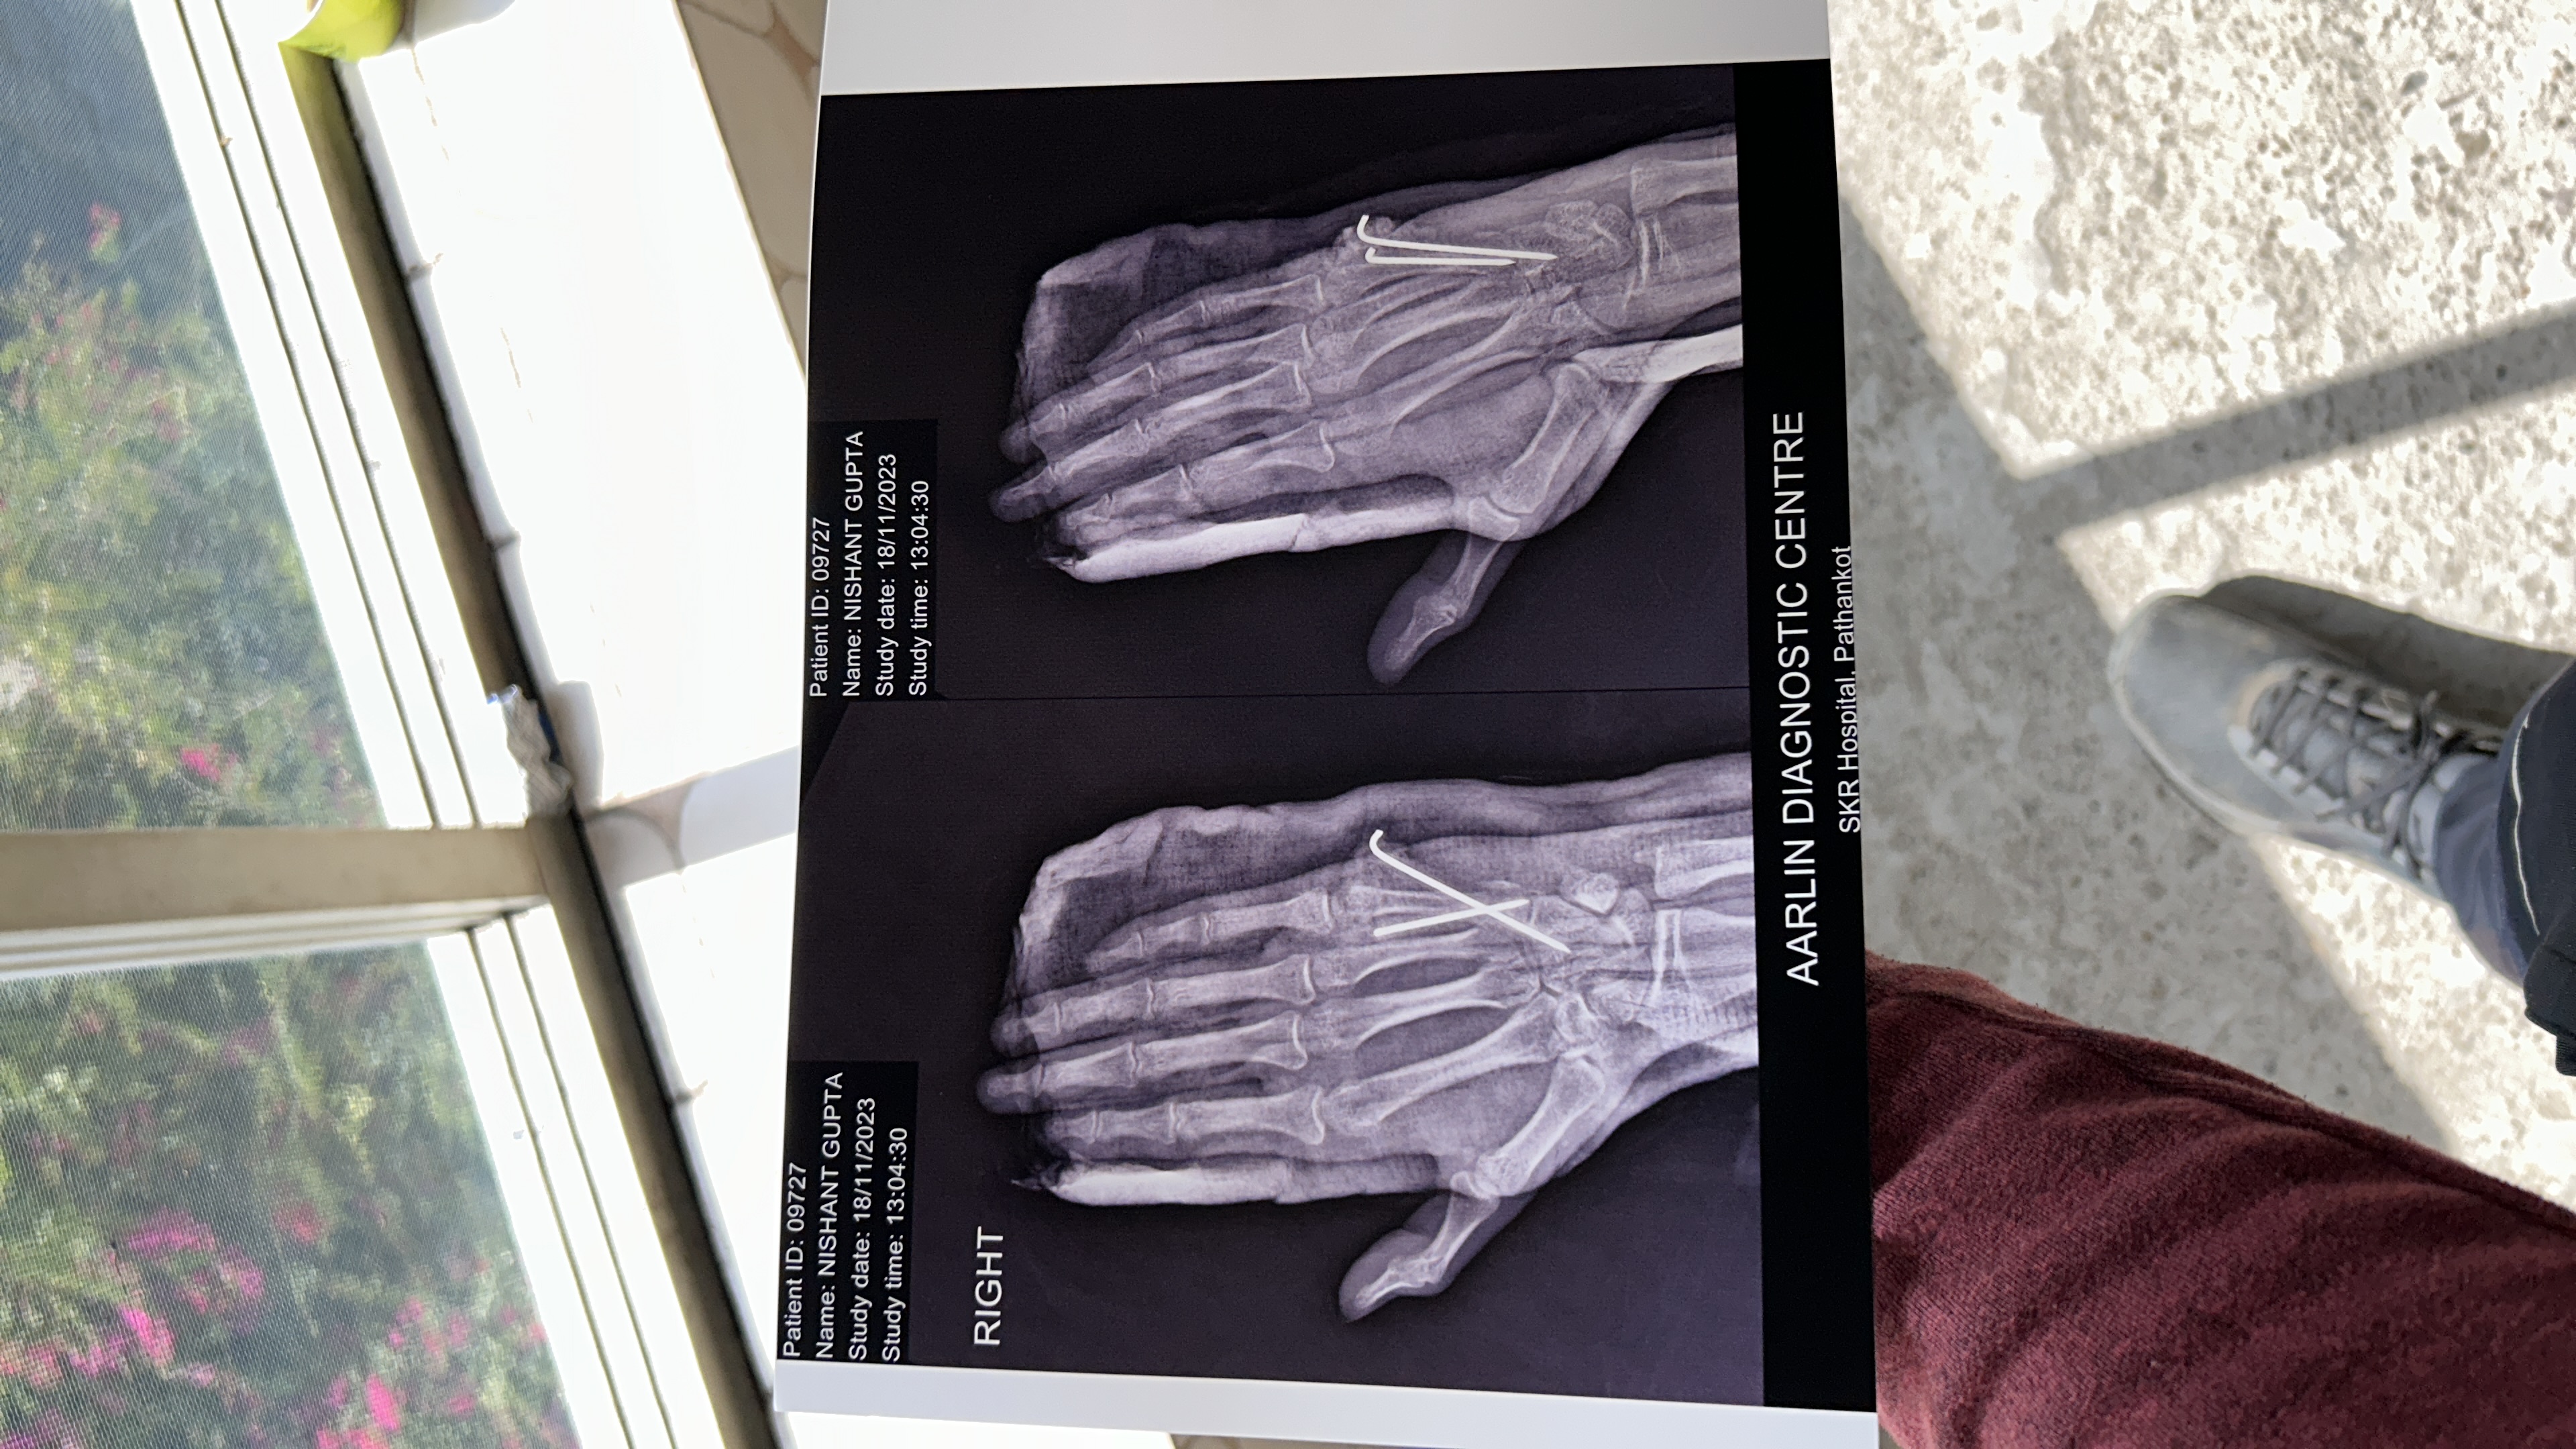 Patient ID: 09727
Name: NISHANT GUPTA
Study date: 18/11/2023
Study time: 13:04:30
RIGHT
Patient ID: 09727
Name: NISHANT GUPTA
Study date: 18/11/2023
Study time: 13:04:30
AARLIN DIAGNOSTIC CENTRE
SKR Hospital, Pathankot